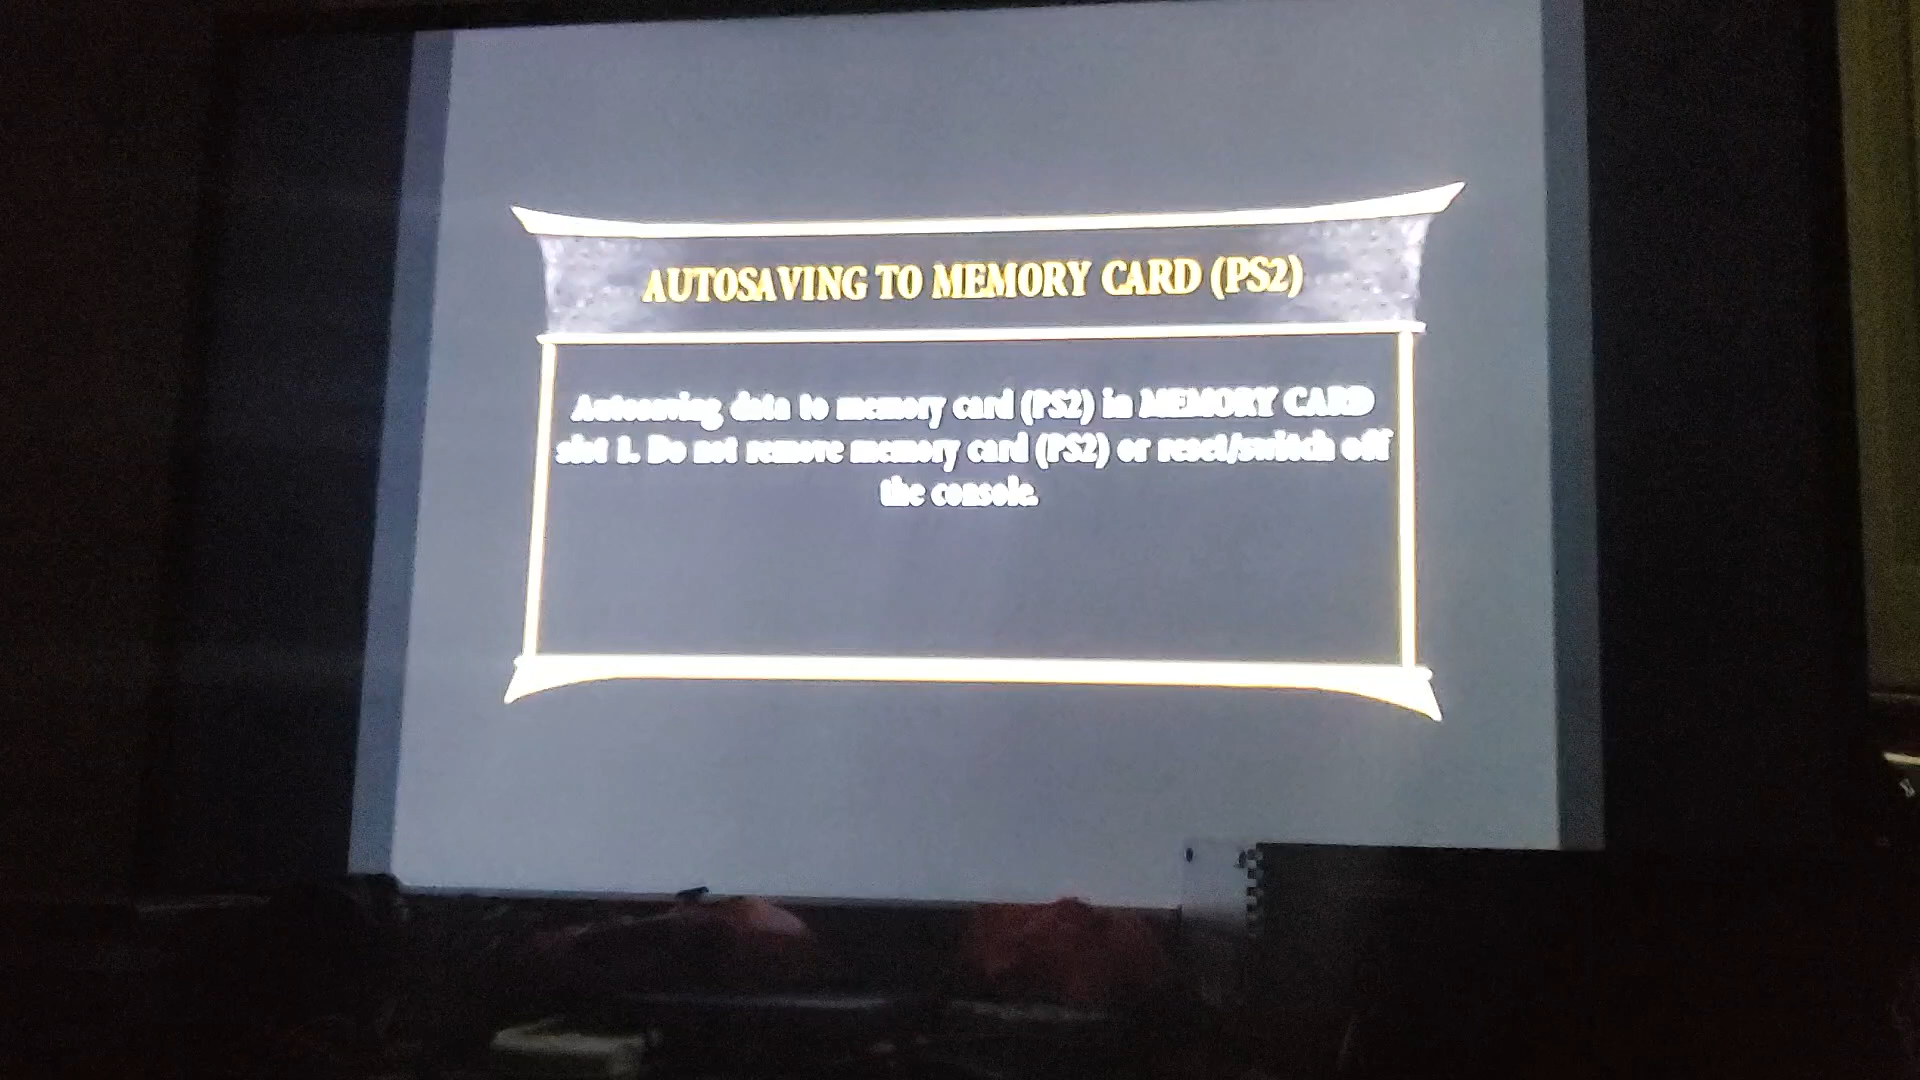 AUTOSAVING TO MEMORY CARD (PS2)
Autosaving data to memory card (PS2) in MEMORY CARD
slot 1. Do not remove memory card (PS2) or reset/switch off
the console.